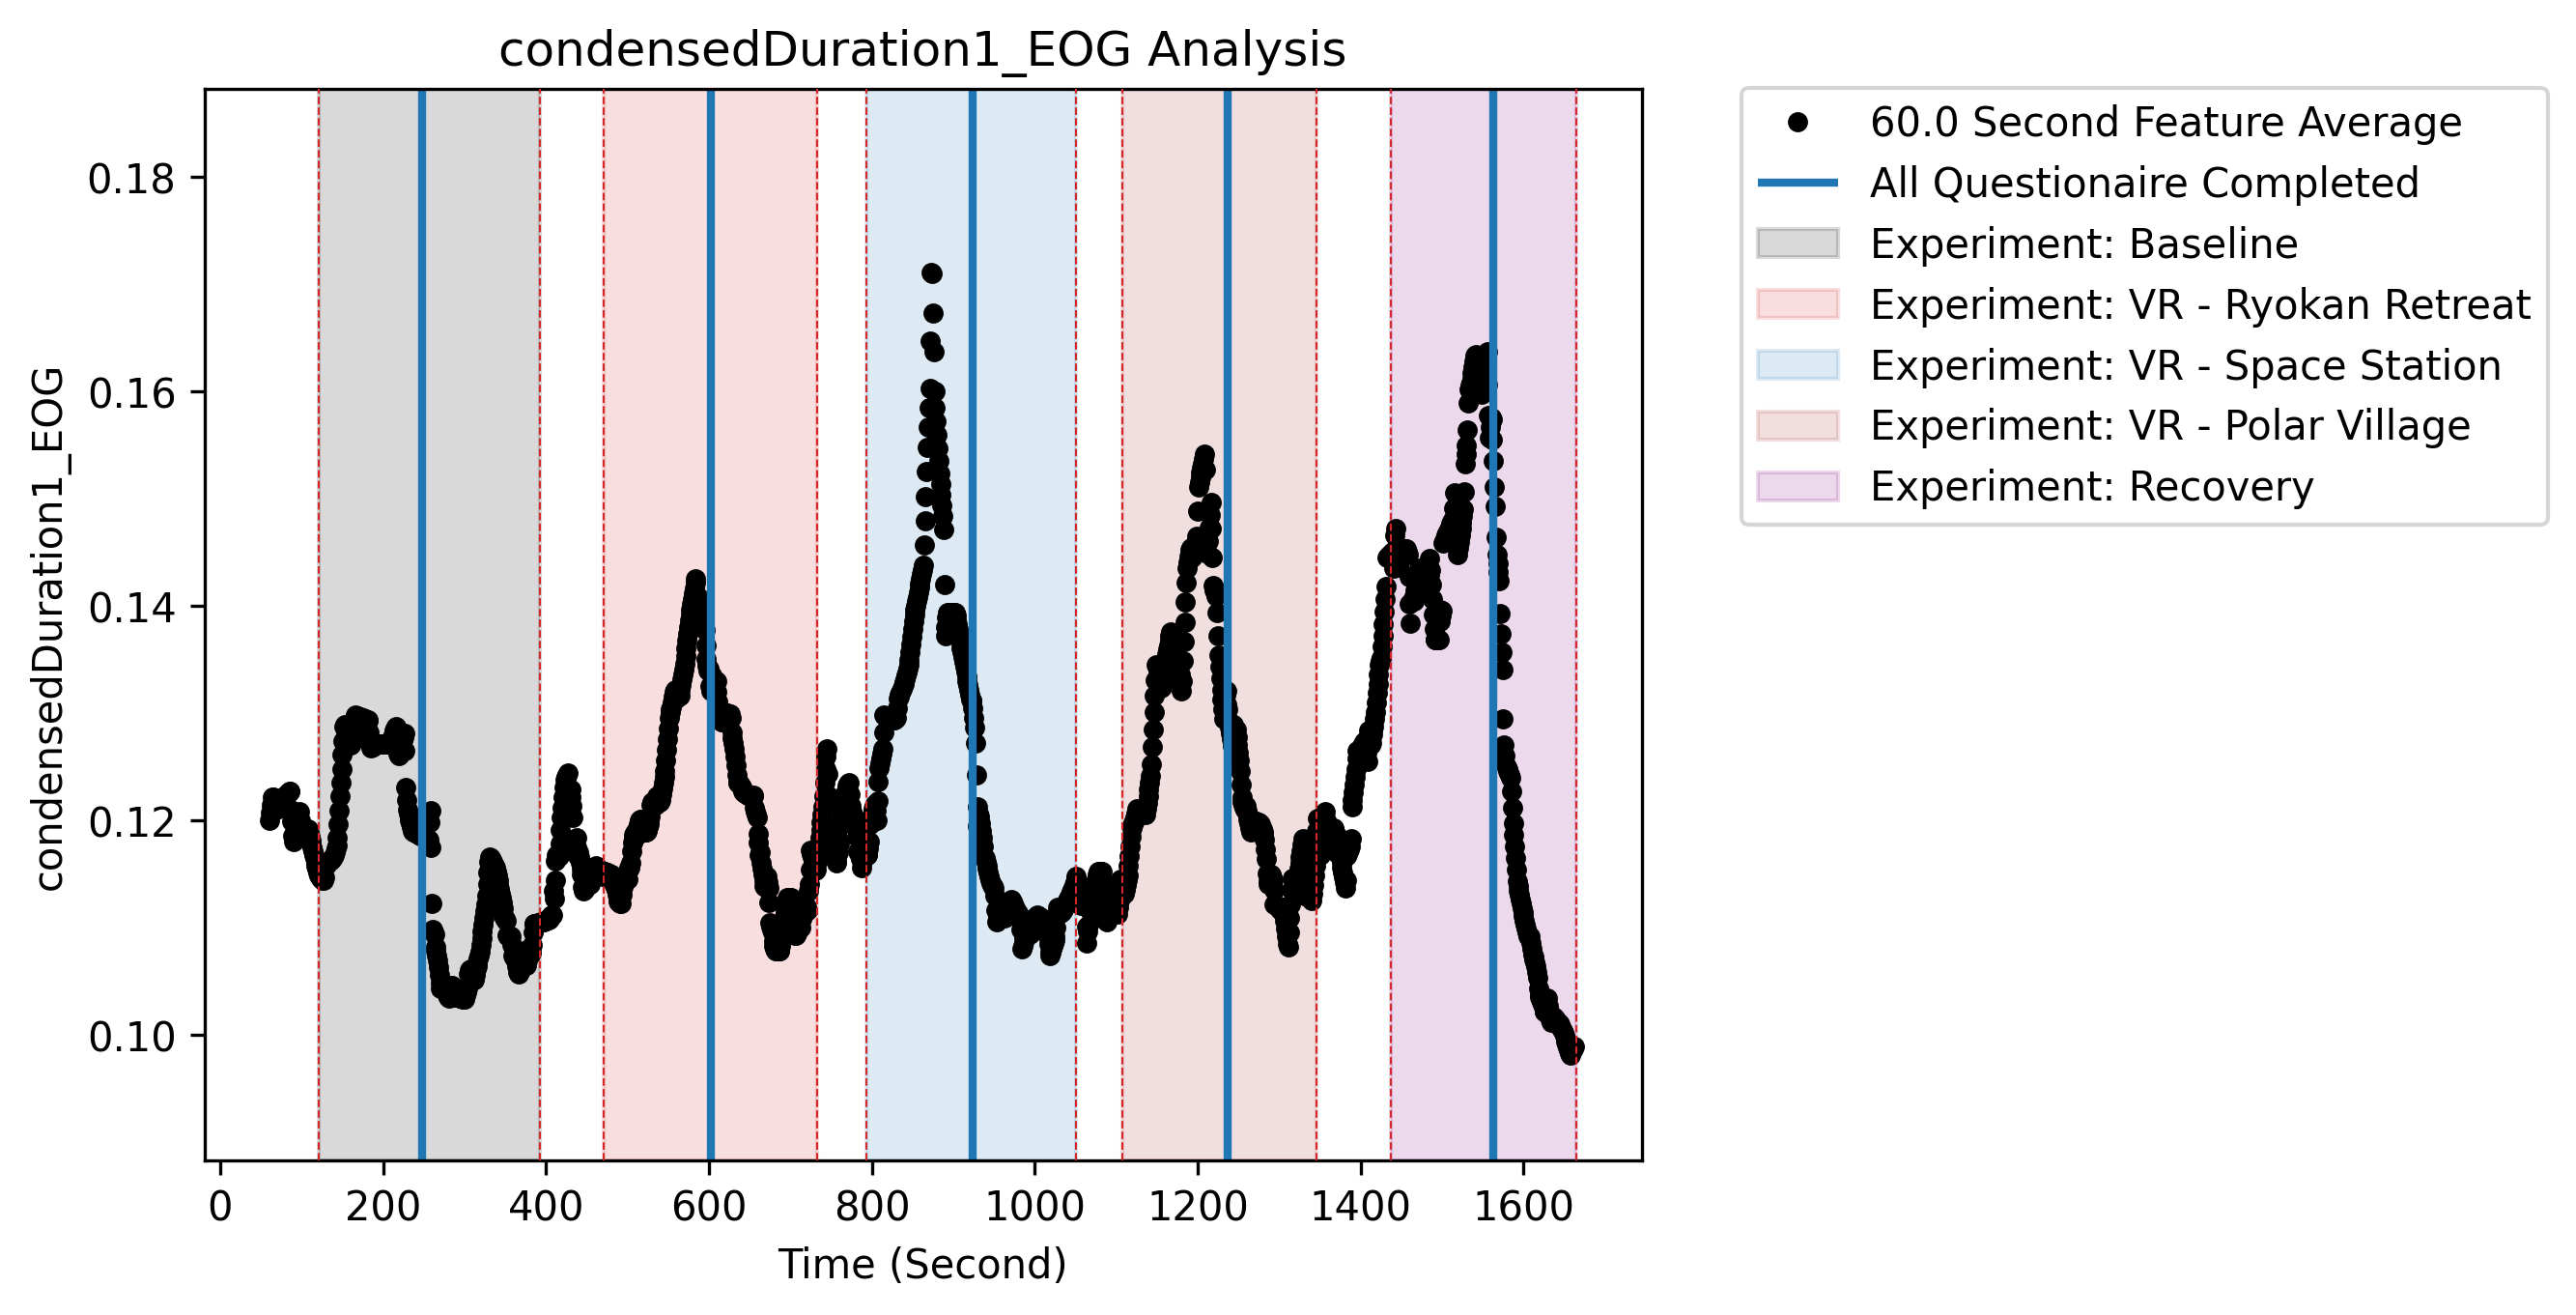 condensedDuration1_EOG Analysis
condensedDuration1_EOG
0.18
0.16
0.14
0.12
0.10
0 200 400 600 800 1000 1200 1400 1600
Time (Second)
60.0 Second Feature Average
All Questionaire Completed
Experiment: Baseline
Experiment: VR - Ryokan Retreat
Experiment: VR - Space Station
Experiment: VR - Polar Village
Experiment: Recovery